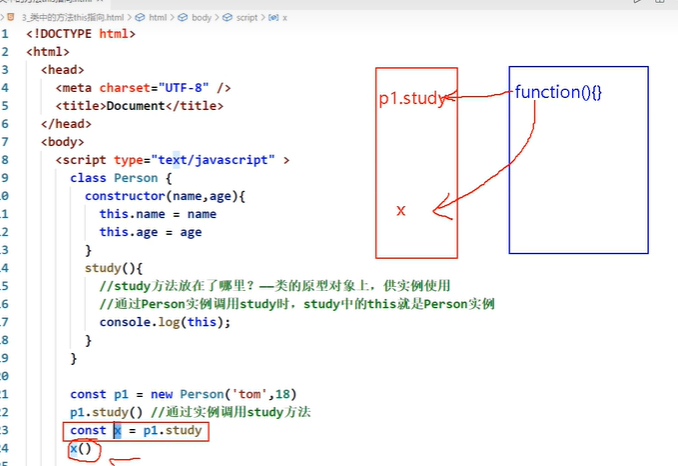 3_类中的方法this指向.html > html > body > script > x
1 <!DOCTYPE html>
2 <html>
3 <head>
4 <meta charset="UTF-8" />
5 <title>Document</title>
6 </head>
7 <body>
8 <script type="text/javascript" >
9 class Person {
10 constructor(name,age){
11 this.name = name
12 this.age = age
13 }
14 study(){
15 //study方法放在了哪里？——类的原型对象上，供实例使用
16 //通过Person实例调用study时，study中的this就是Person实例
17 console.log(this);
18 }
19 }
20
21 const p1 = new Person('tom',18)
22 p1.study() //通过实例调用study方法
23 const x = p1.study
24 x()
p1.study
function(){}
x